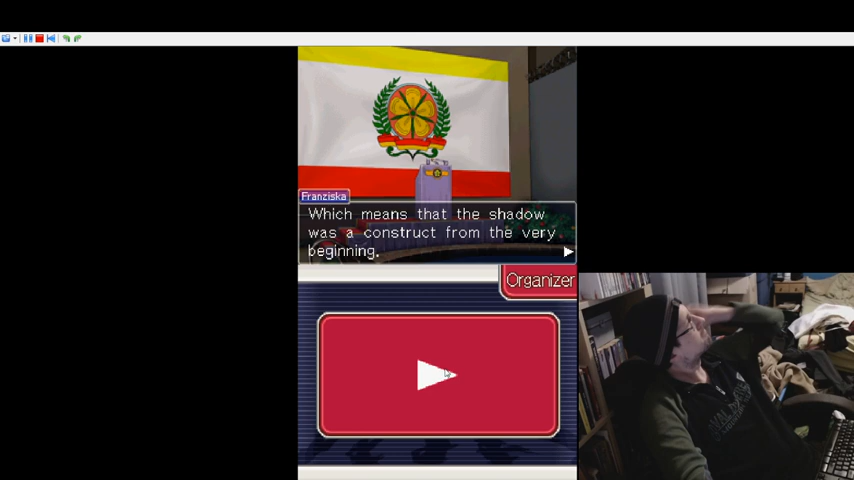 Franziska
Which means that the shadow
was a construct from the very
beginning.
Organizer